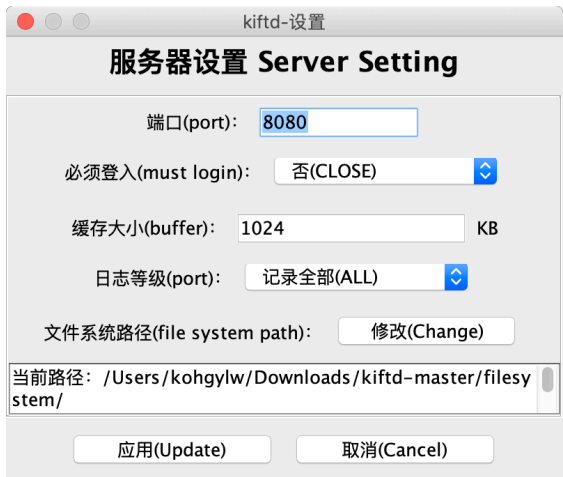 kiftd-设置
服务器设置 Server Setting
端口(port)： 8080
必须登入(must login)： 否(CLOSE)
缓存大小(buffer)： 1024 KB
日志等级(port)： 记录全部(ALL)
文件系统路径(file system path)： 修改(Change)
当前路径：/Users/kohgylw/Downloads/kiftd-master/filesy
stem/
应用(Update) 取消(Cancel)